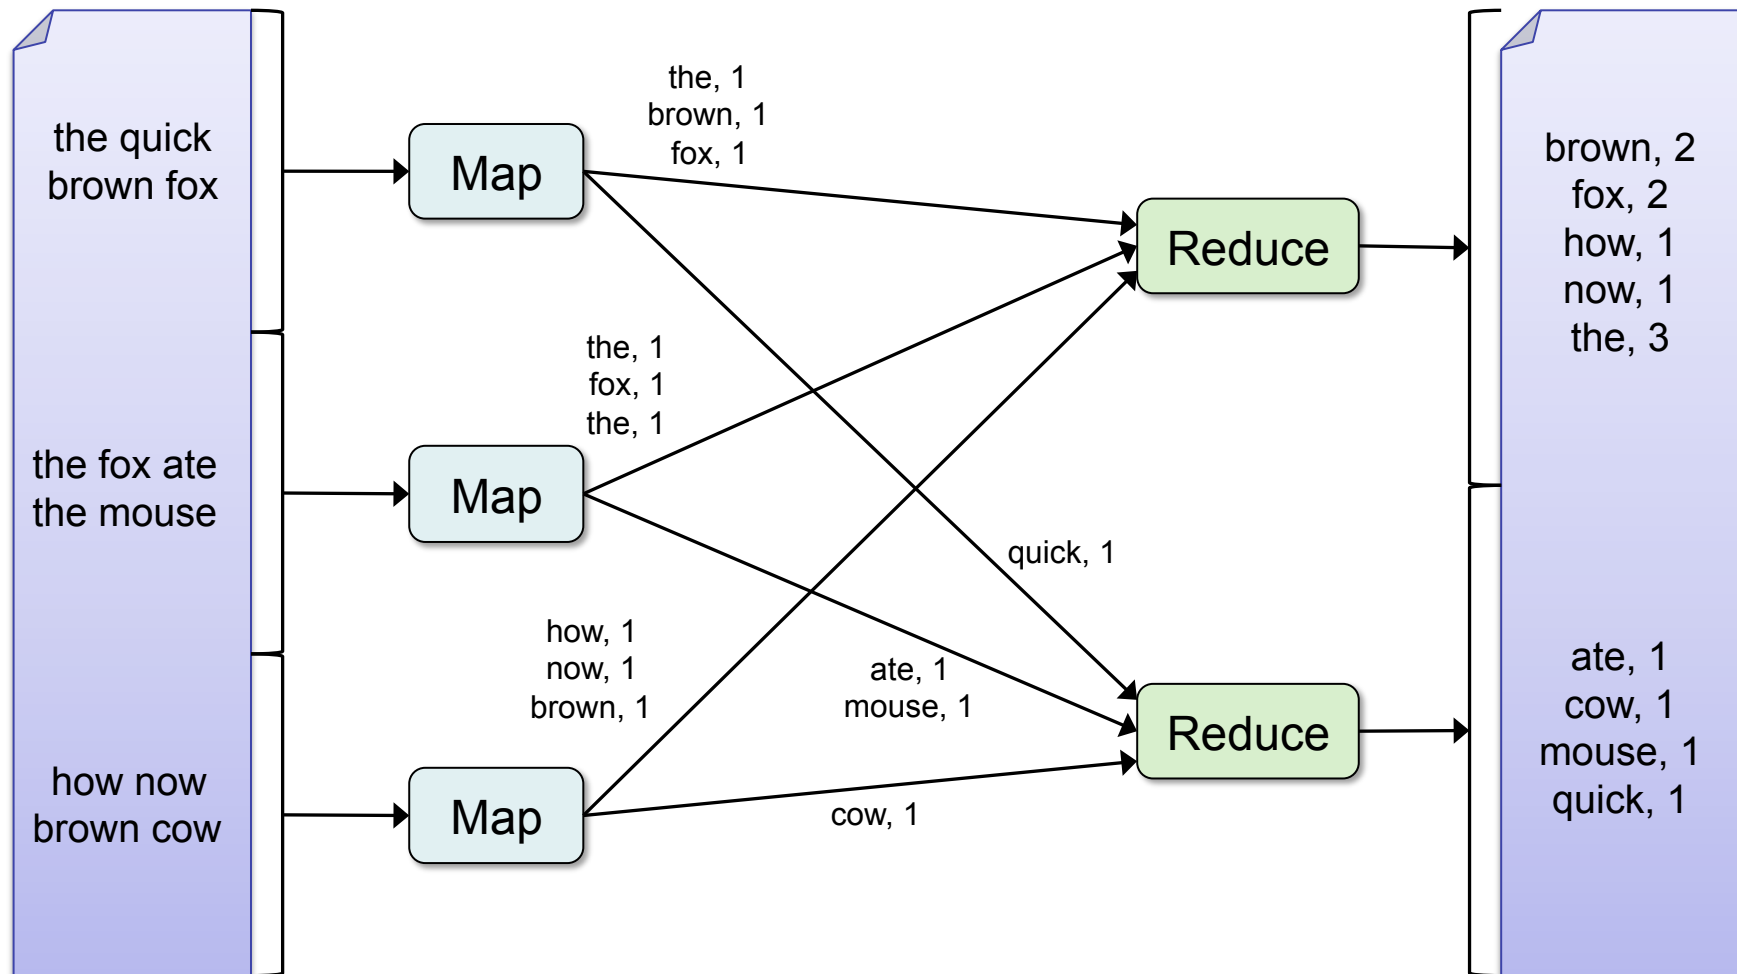 the quick
brown fox
the fox ate
the mouse
how now
brown cow
Map
Map
Map
the, 1
brown, 1
fox, 1
the, 1
fox, 1
the, 1
how, 1
now, 1
brown, 1
quick, 1
ate, 1
mouse, 1
cow, 1
Reduce
Reduce
brown, 2
fox, 2
how, 1
now, 1
the, 3
ate, 1
cow, 1
mouse, 1
quick, 1